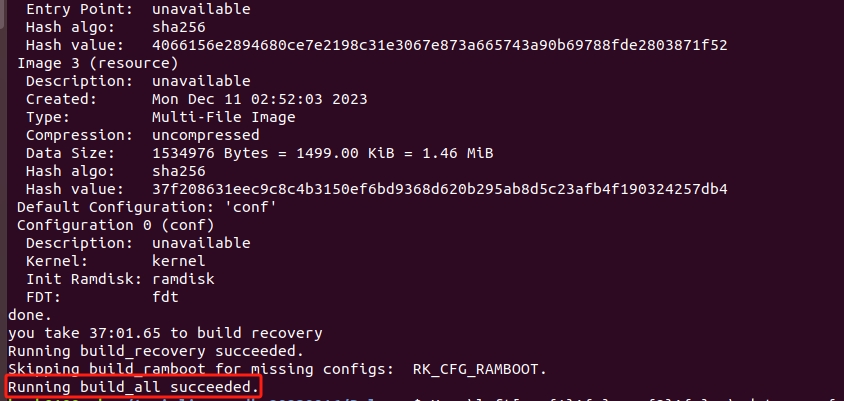 Entry Point:  unavailable
Hash algo:    sha256
Hash value:   4066156e2894680ce7e2198c31e3067e873a665743a90b69788fde2803871f52
Image 3 (resource)
Description:  unavailable
Created:      Mon Dec 11 02:52:03 2023
Type:         Multi-File Image
Compression:  uncompressed
Data Size:    1534976 Bytes = 1499.00 KiB = 1.46 MiB
Hash algo:    sha256
Hash value:   37f208631eec9c8c4b3150ef6bd9368d620b295ab8d5c23afb4f190324257db4
Default Configuration: 'conf'
Configuration 0 (conf)
Description:  unavailable
Kernel:       kernel
Init Ramdisk: ramdisk
FDT:          fdt
done.
you take 37:01.65 to build recovery
Running build_recovery succeeded.
Skipping build_ramboot for missing configs:  RK_CFG_RAMBOOT.
Running build_all succeeded.